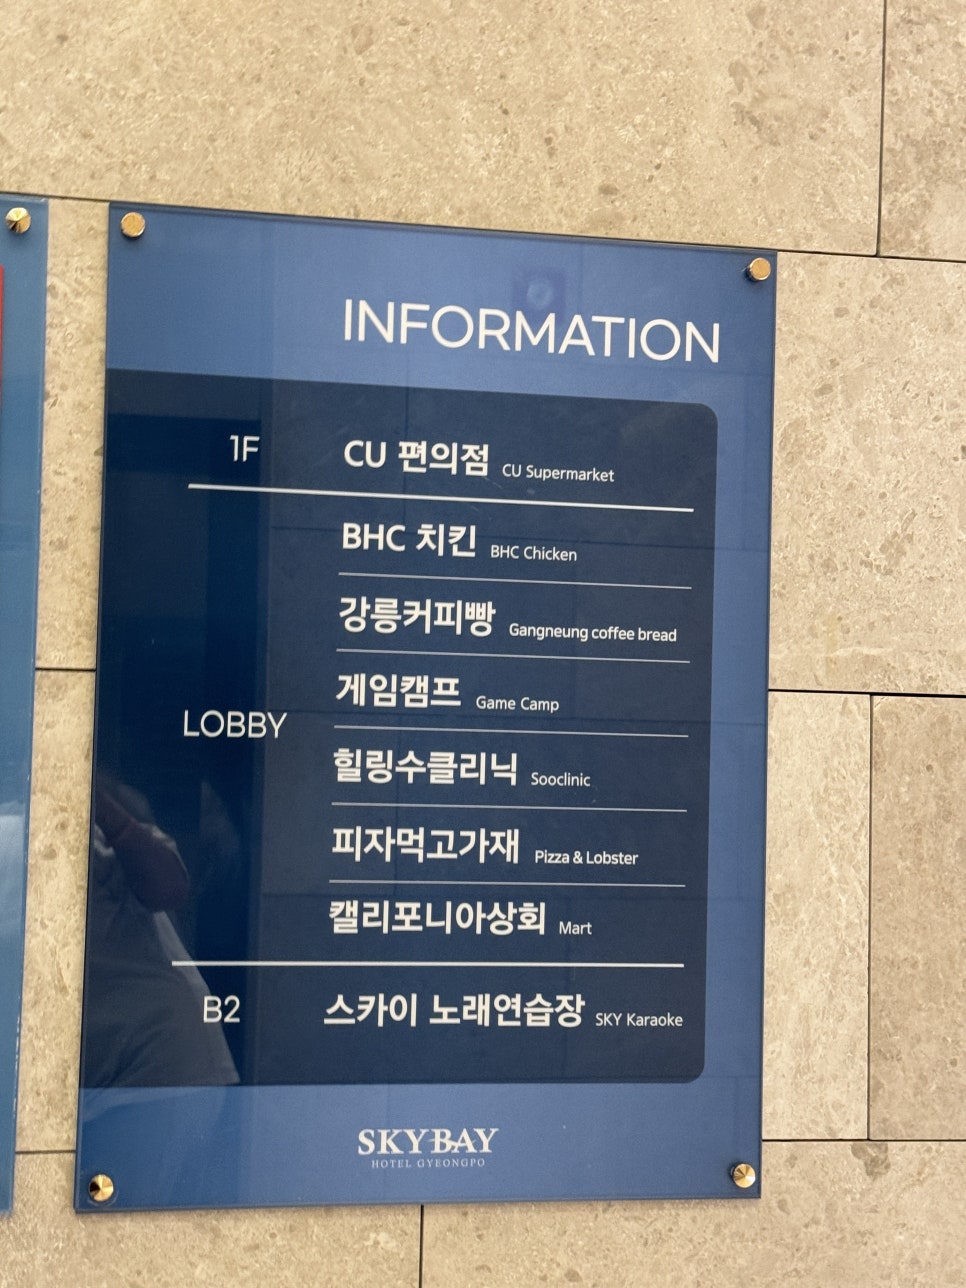 INFORMATION
1F
CU 편의점 CU Supermarket
BHC 치킨 BHC Chicken
강릉커피빵 Gangneung coffee bread
게임캠프 Game Camp
LOBBY
힐링수클리닉 Sooclinic
피자먹고가재 Pizza & Lobster
캘리포니아상회 Mart
B2
스카이 노래연습장 SKY Karaoke
SKYBAY
HOTEL GYEONGPO